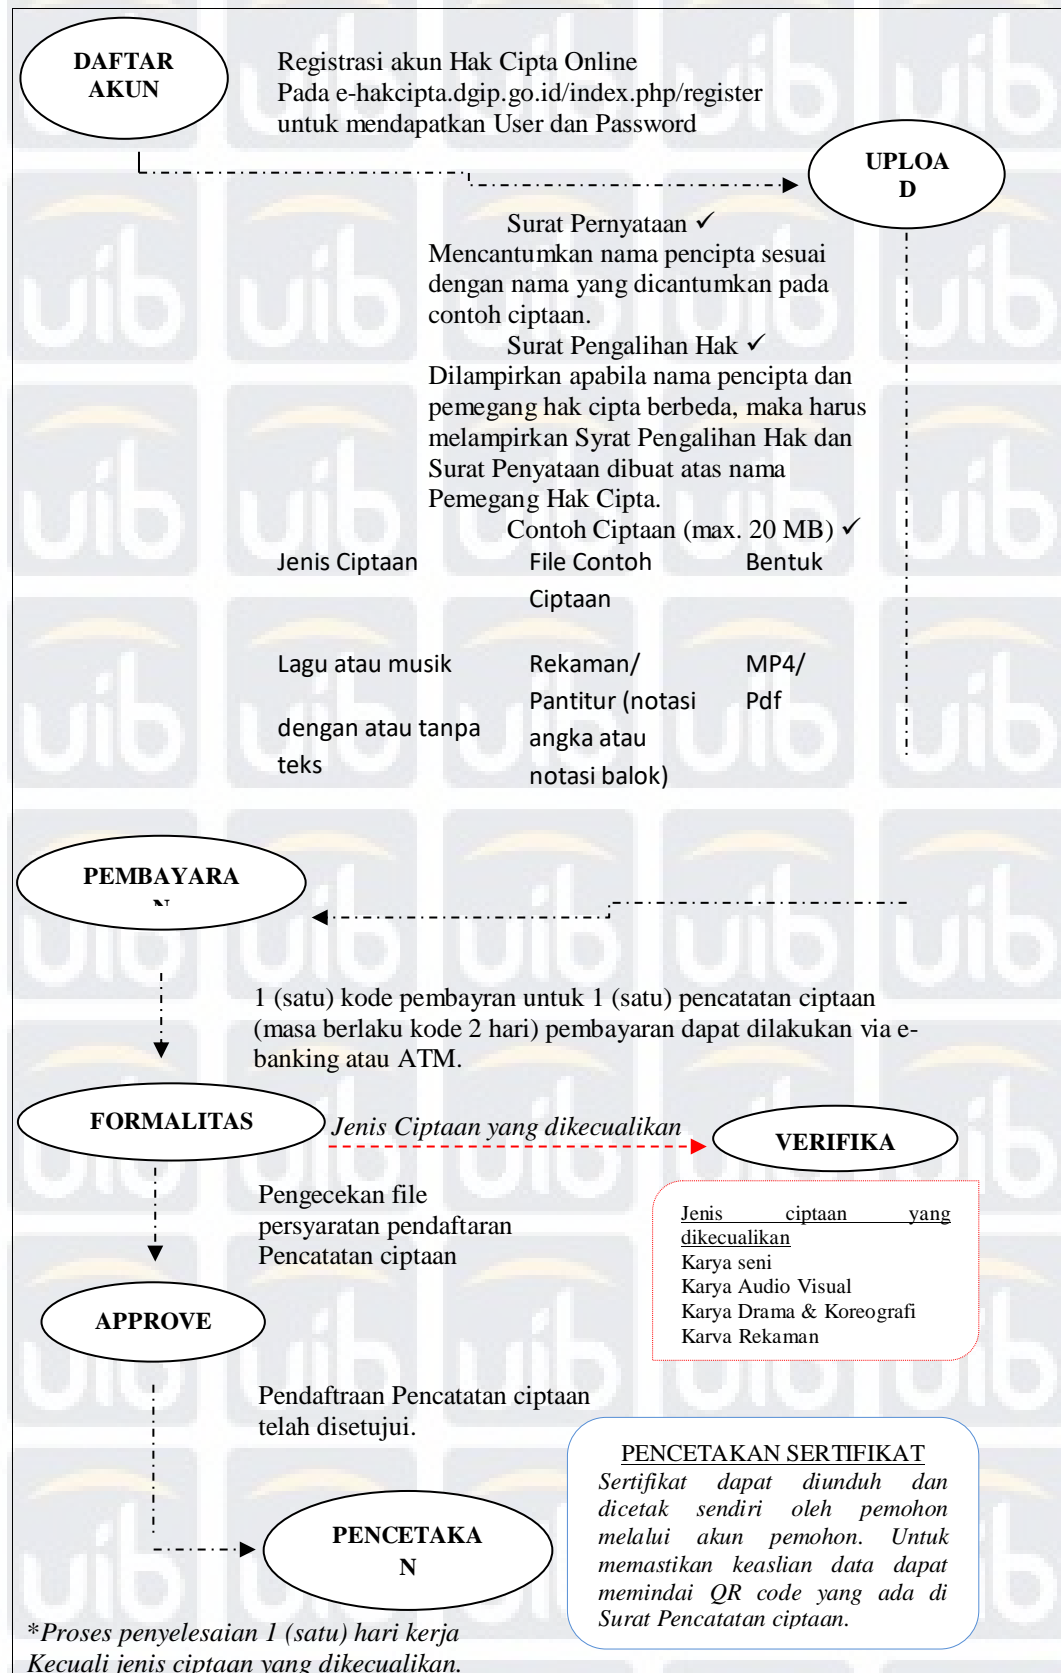 DAFTAR
AKUN
Registrasi akun Hak Cipta Online
Pada e-hakcipta.dgip.go.id/index.php/register
untuk mendapatkan User dan Password
UPLOA
D
Surat Pernyataan ✓
Mencantumkan nama pencipta sesuai
dengan nama yang dicantumkan pada
contoh ciptaan.
Surat Pengalihan Hak ✓
Dilampirkan apabila nama pencipta dan
pemegang hak cipta berbeda, maka harus
melampirkan Syrat Pengalihan Hak dan
Surat Penyataan dibuat atas nama
Pemegang Hak Cipta.
Contoh Ciptaan (max. 20 MB) ✓
Jenis Ciptaan File Contoh Bentuk
Ciptaan
Lagu atau musik Rekaman/ MP4/
Pantitur (notasi Pdf
dengan atau tanpa
angka atau
teks
notasi balok)
PEMBAYARA
N
1 (satu) kode pembayran untuk 1 (satu) pencatatan ciptaan
(masa berlaku kode 2 hari) pembayaran dapat dilakukan via e-
banking atau ATM.
FORMALITAS
Jenis Ciptaan yang dikecualikan
VERIFIKA
Pengecekan file
persyaratan pendaftaran
Pencatatan ciptaan
Jenis ciptaan yang
dikecualikan
Karya seni
Karya Audio Visual
Karya Drama & Koreografi
Karya Rekaman
APPROVE
Pendaftraan Pencatatan ciptaan
telah disetujui.
PENCETAKAN SERTIFIKAT
Sertifikat dapat diunduh dan
dicetak sendiri oleh pemohon
melalui akun pemohon. Untuk
memastikan keaslian data dapat
memindai QR code yang ada di
Surat Pencatatan ciptaan.
PENCETAKA
N
*Proses penyelesaian 1 (satu) hari kerja
Kecuali jenis ciptaan yang dikecualikan.
uib